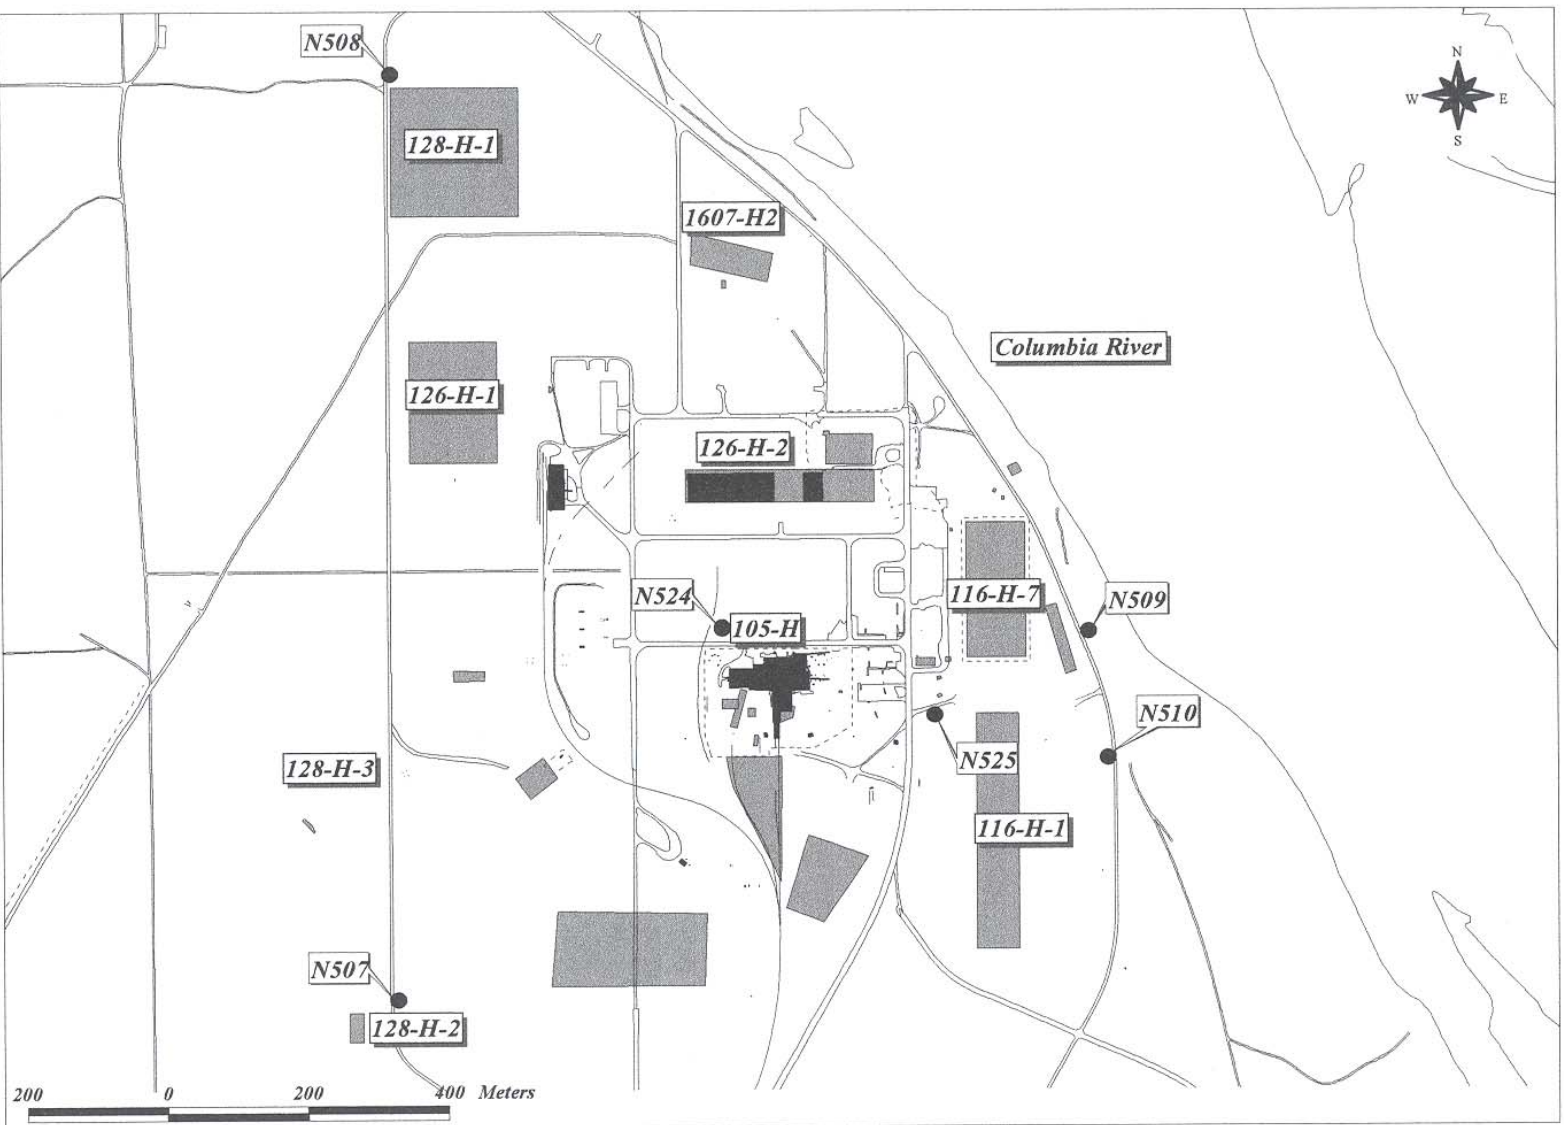 N508
N
W E
S
128-H-1
1607-H2
Columbia River
126-H-1
126-H-2
N524
105-H
116-H-7
N509
N510
N525
128-H-3
116-H-1
N507
128-H-2
200 0 200 400 Meters